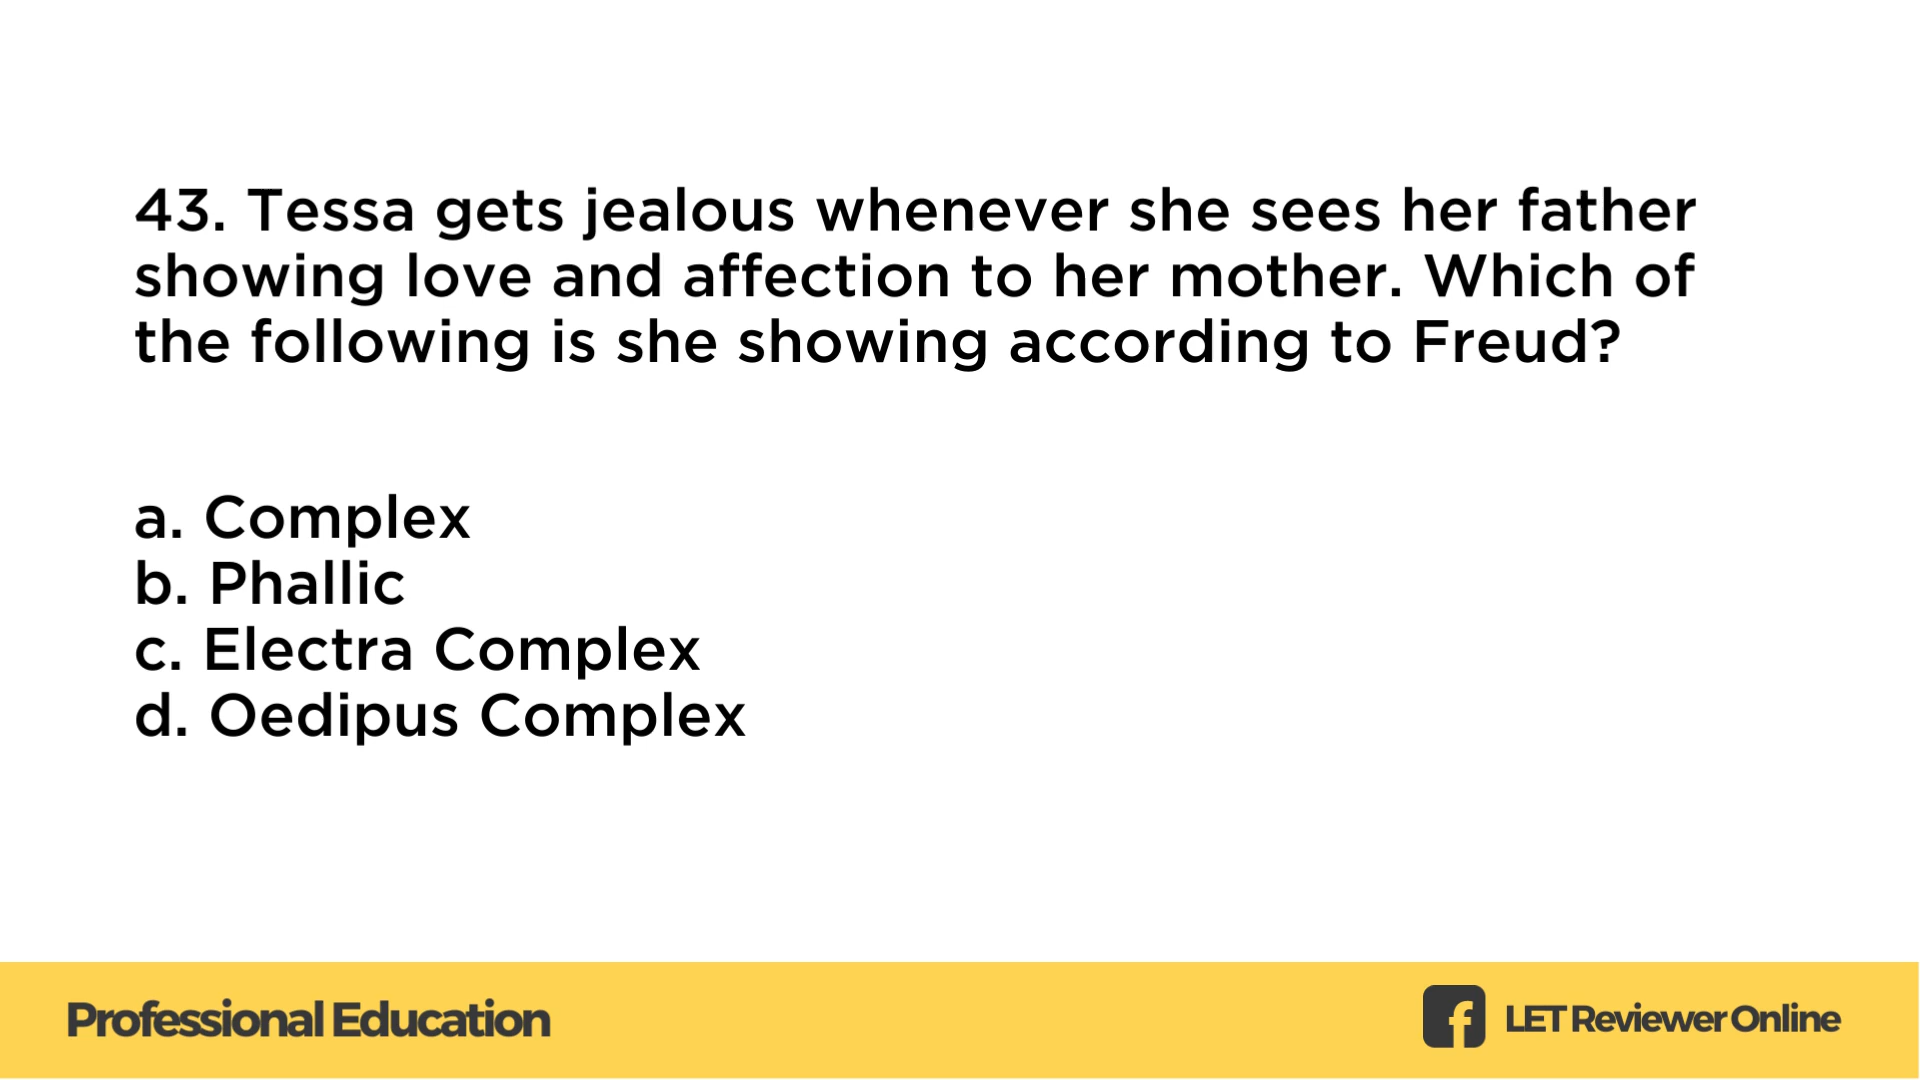 43. Tessa gets jealous whenever she sees her father
showing love and affection to her mother. Which of
the following is she showing according to Freud?
a. Complex
b. Phallic
c. Electra Complex
d. Oedipus Complex
Professional Education
LET Reviewer Online